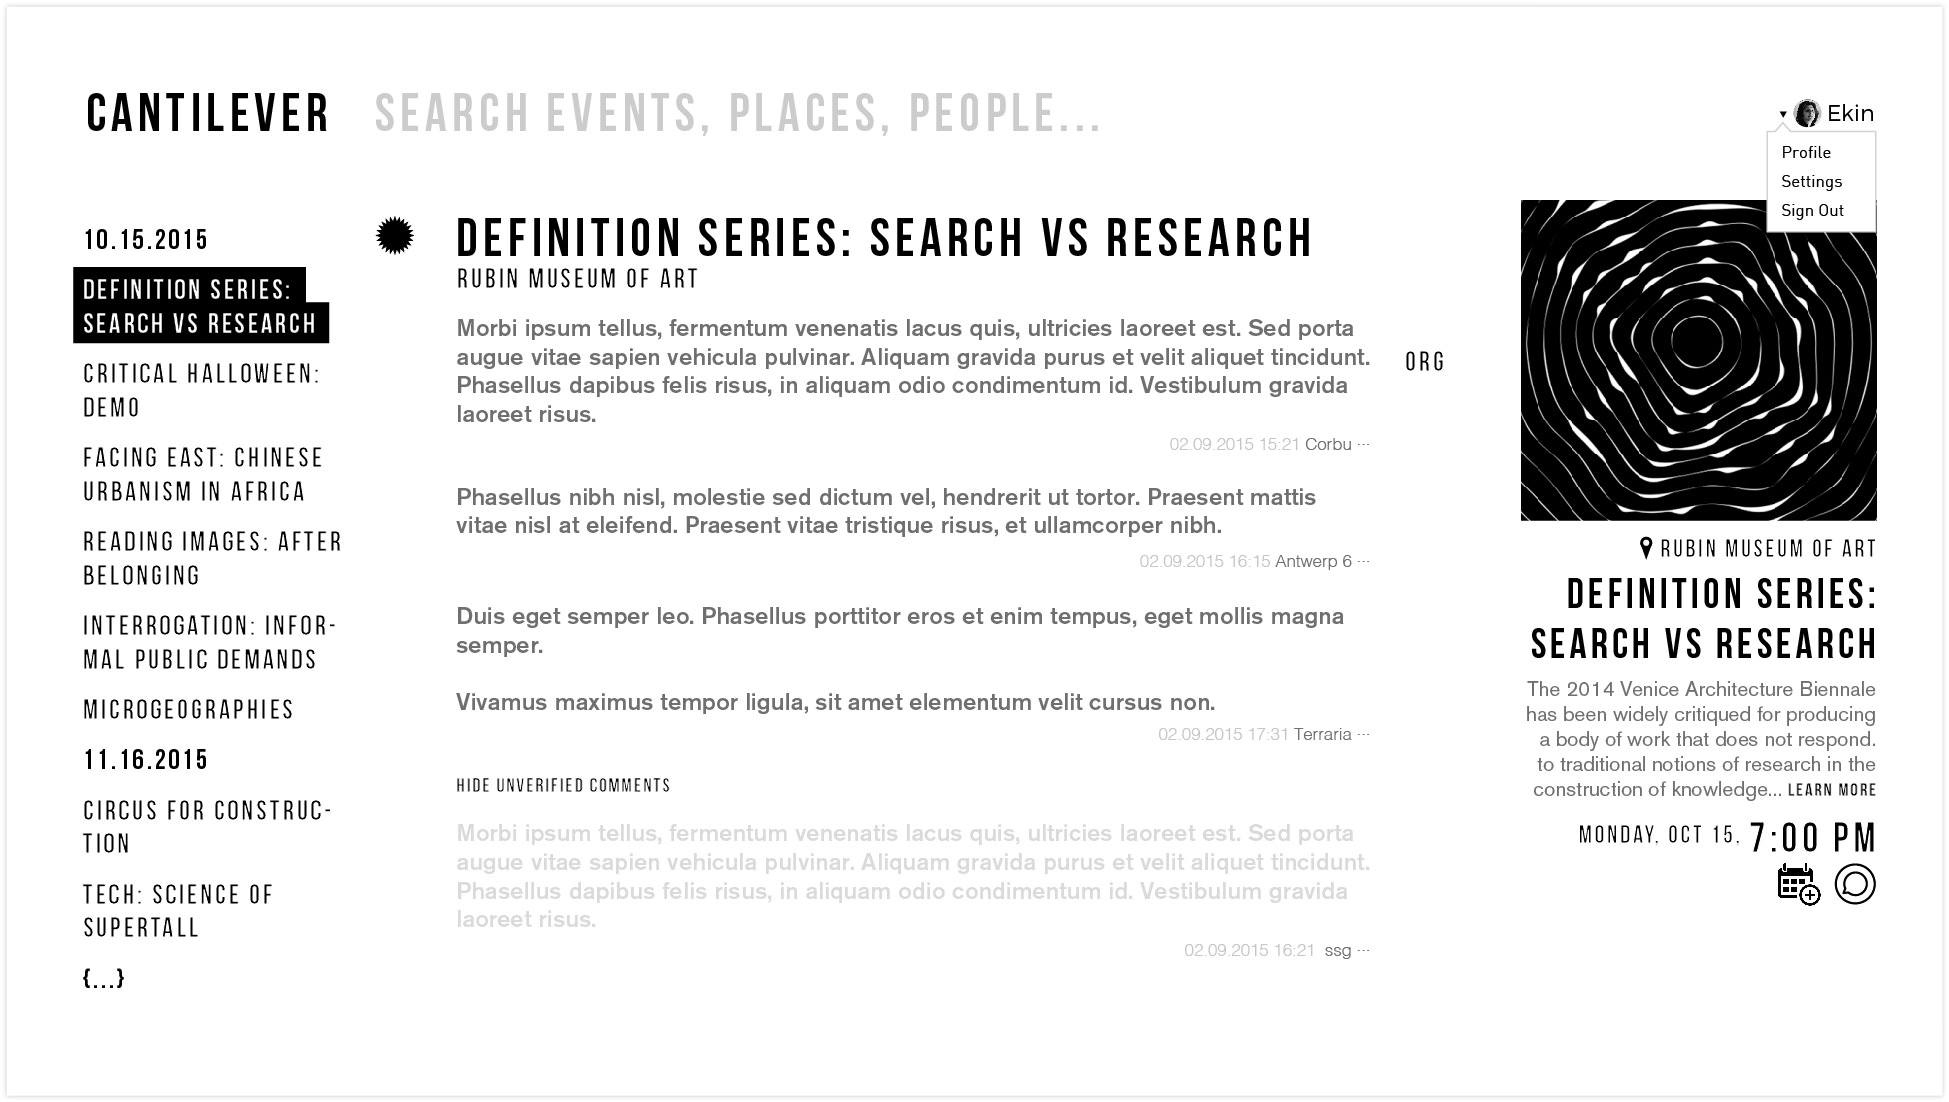 CANTILEVER
SEARCH EVENTS, PLACES, PEOPLE...
Ekin
Profile
Settings
Sign Out
10.15.2015
DEFINITION SERIES:
SEARCH VS RESEARCH
CRITICAL HALLOWEEN:
DEMO
FACING EAST: CHINESE
URBANISM IN AFRICA
READING IMAGES: AFTER
BELONGING
INTERROGATION: INFOR-
MAL PUBLIC DEMANDS
MICROGEOGRAPHIES
11.16.2015
CIRCUS FOR CONSTRUC-
TION
TECH: SCIENCE OF
SUPERTALL
{...}
DEFINITION SERIES: SEARCH VS RESEARCH
RUBIN MUSEUM OF ART
Morbi ipsum tellus, fermentum venenatis lacus quis, ultricies laoreet est. Sed porta
augue vitae sapien vehicula pulvinar. Aliquam gravida purus et velit aliquet tincidunt.
Phasellus dapibus felis risus, in aliquam odio condimentum id. Vestibulum gravida
laoreet risus.
ORG
02.09.2015 15:21 Corbu ...
Phasellus nibh nisl, molestie sed dictum vel, hendrerit ut tortor. Praesent mattis
vitae nisl at eleifend. Praesent vitae tristique risus, et ullamcorper nibh.
02.09.2015 16:15 Antwerp 6 ...
Duis eget semper leo. Phasellus porttitor eros et enim tempus, eget mollis magna
semper.
Vivamus maximus tempor ligula, sit amet elementum velit cursus non.
02.09.2015 17:31 Terraria ...
HIDE UNVERIFIED COMMENTS
Morbi ipsum tellus, fermentum venenatis lacus quis, ultricies laoreet est. Sed porta
augue vitae sapien vehicula pulvinar. Aliquam gravida purus et velit aliquet tincidunt.
Phasellus dapibus felis risus, in aliquam odio condimentum id. Vestibulum gravida
laoreet risus.
02.09.2015 16:21 ssg ...
RUBIN MUSEUM OF ART
DEFINITION SERIES:
SEARCH VS RESEARCH
The 2014 Venice Architecture Biennale
has been widely critiqued for producing
a body of work that does not respond.
to traditional notions of research in the
construction of knowledge... LEARN MORE
MONDAY, OCT 15, 7:00 PM